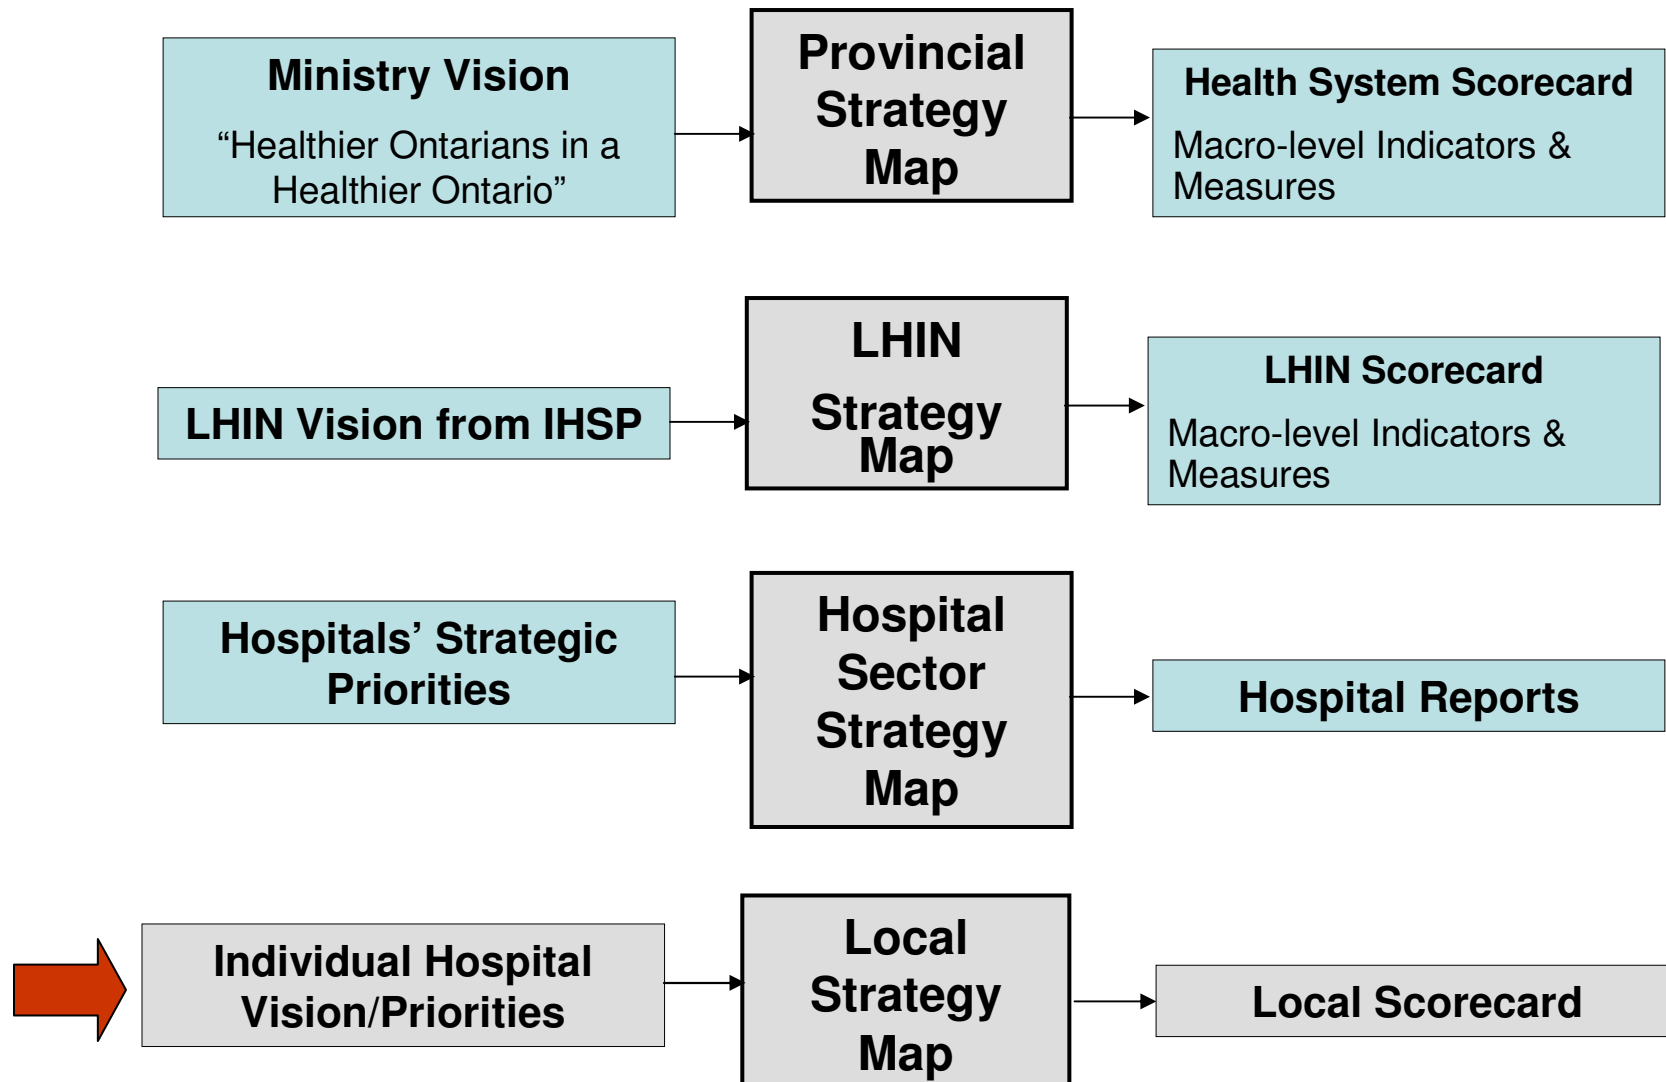 Ministry Vision
“Healthier Ontarians in a
Healthier Ontario”
Provincial
Strategy
Map
Health System Scorecard
Macro-level Indicators &
Measures
LHIN Vision from IHSP
LHIN
Strategy
Map
LHIN Scorecard
Macro-level Indicators &
Measures
Hospitals’ Strategic
Priorities
Hospital
Sector
Strategy
Map
Hospital Reports
Individual Hospital
Vision/Priorities
Local
Strategy
Map
Local Scorecard